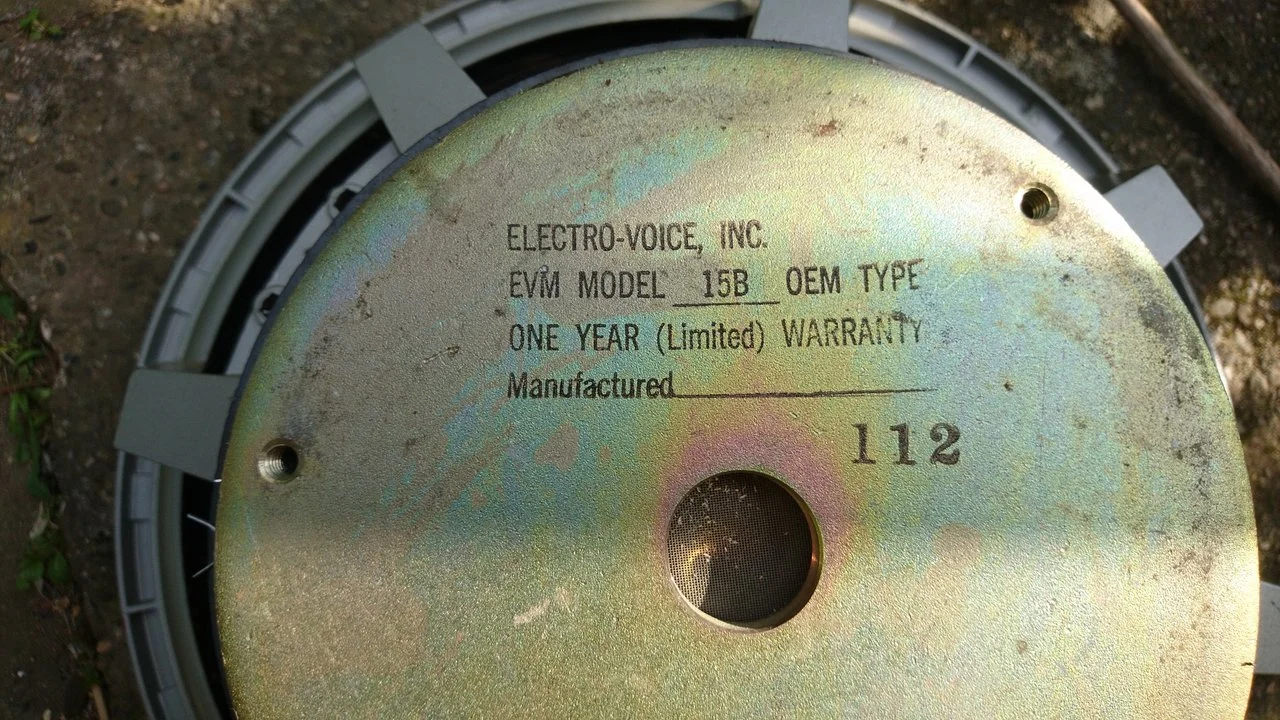 ELECTRO-VOICE, INC.
EVM MODEL 15B OEM TYPE
ONE YEAR (Limited) WARRANTY
Manufactured
112